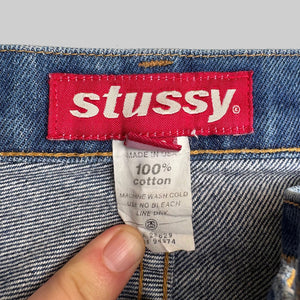 stussy®
MADE IN USA
100%
cotton
MACHINE WASH COLD
USE NO BLEACH
LINE DRY